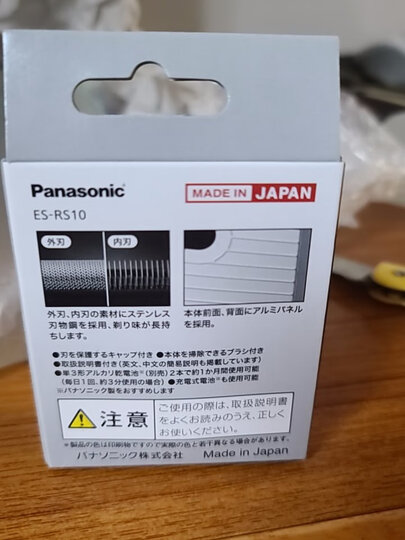 Panasonic
MADE IN JAPAN
ES-RS10
外刃
内刃
外刃、内刃の素材にステンレス
刃物鋼を採用、剃り味が長持
ちします。
本体前面、背面にアルミパネル
を採用。
●刃を保護するキャップ付き ●本体を掃除できるブラシ付き
●取扱説明書付き(英文、中文の簡易説明も掲載しています)
●単3形アルカリ乾電池※(別売)2本で約1か月間使用可能
(毎日1回、約3分使用の場合) ●充電式電池※も使用可能
※パナソニック製をおすすめします
注意
ご使用の際は、取扱説明書
をよくお読みのうえ、正しく
お使いください。
*製品の色は印刷物ですので実際の色と若干異なる場合があります。
パナソニック株式会社 Made in Japan